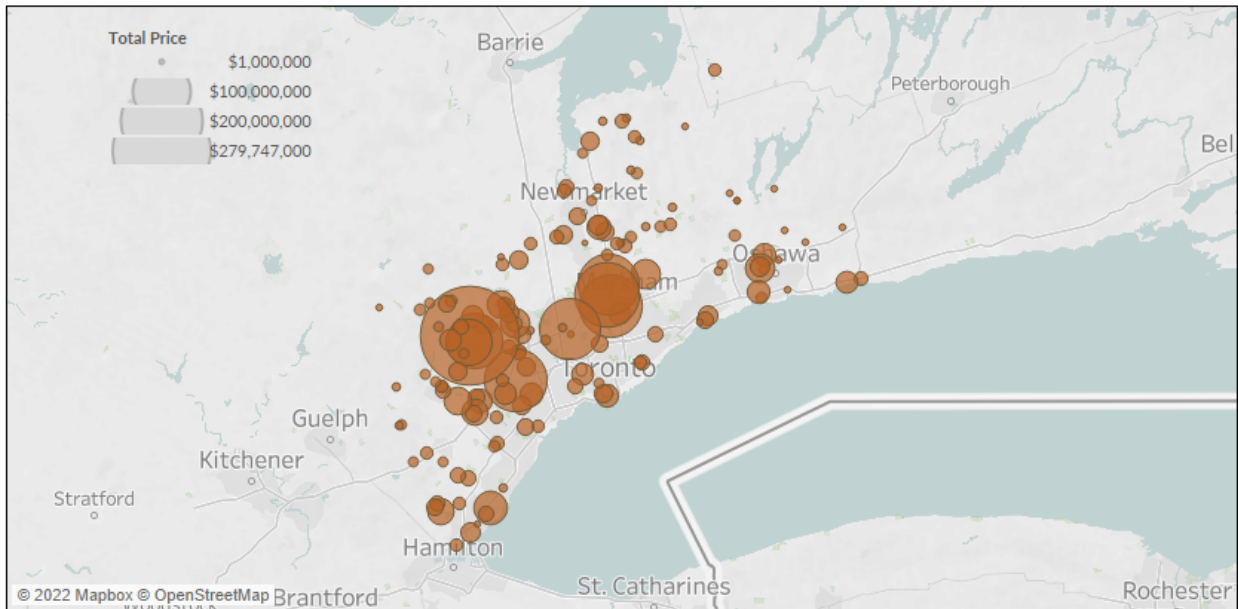 Total Price
$1,000,000
$100,000,000
$200,000,000
$279,747,000
Barrie
Peterborough
Bel
Newmarket
Oshawa
Toronto
Guelph
Kitchener
Stratford
Hamilton
St. Catharines
Brantford
Rochester
© 2022 Mapbox © OpenStreetMap